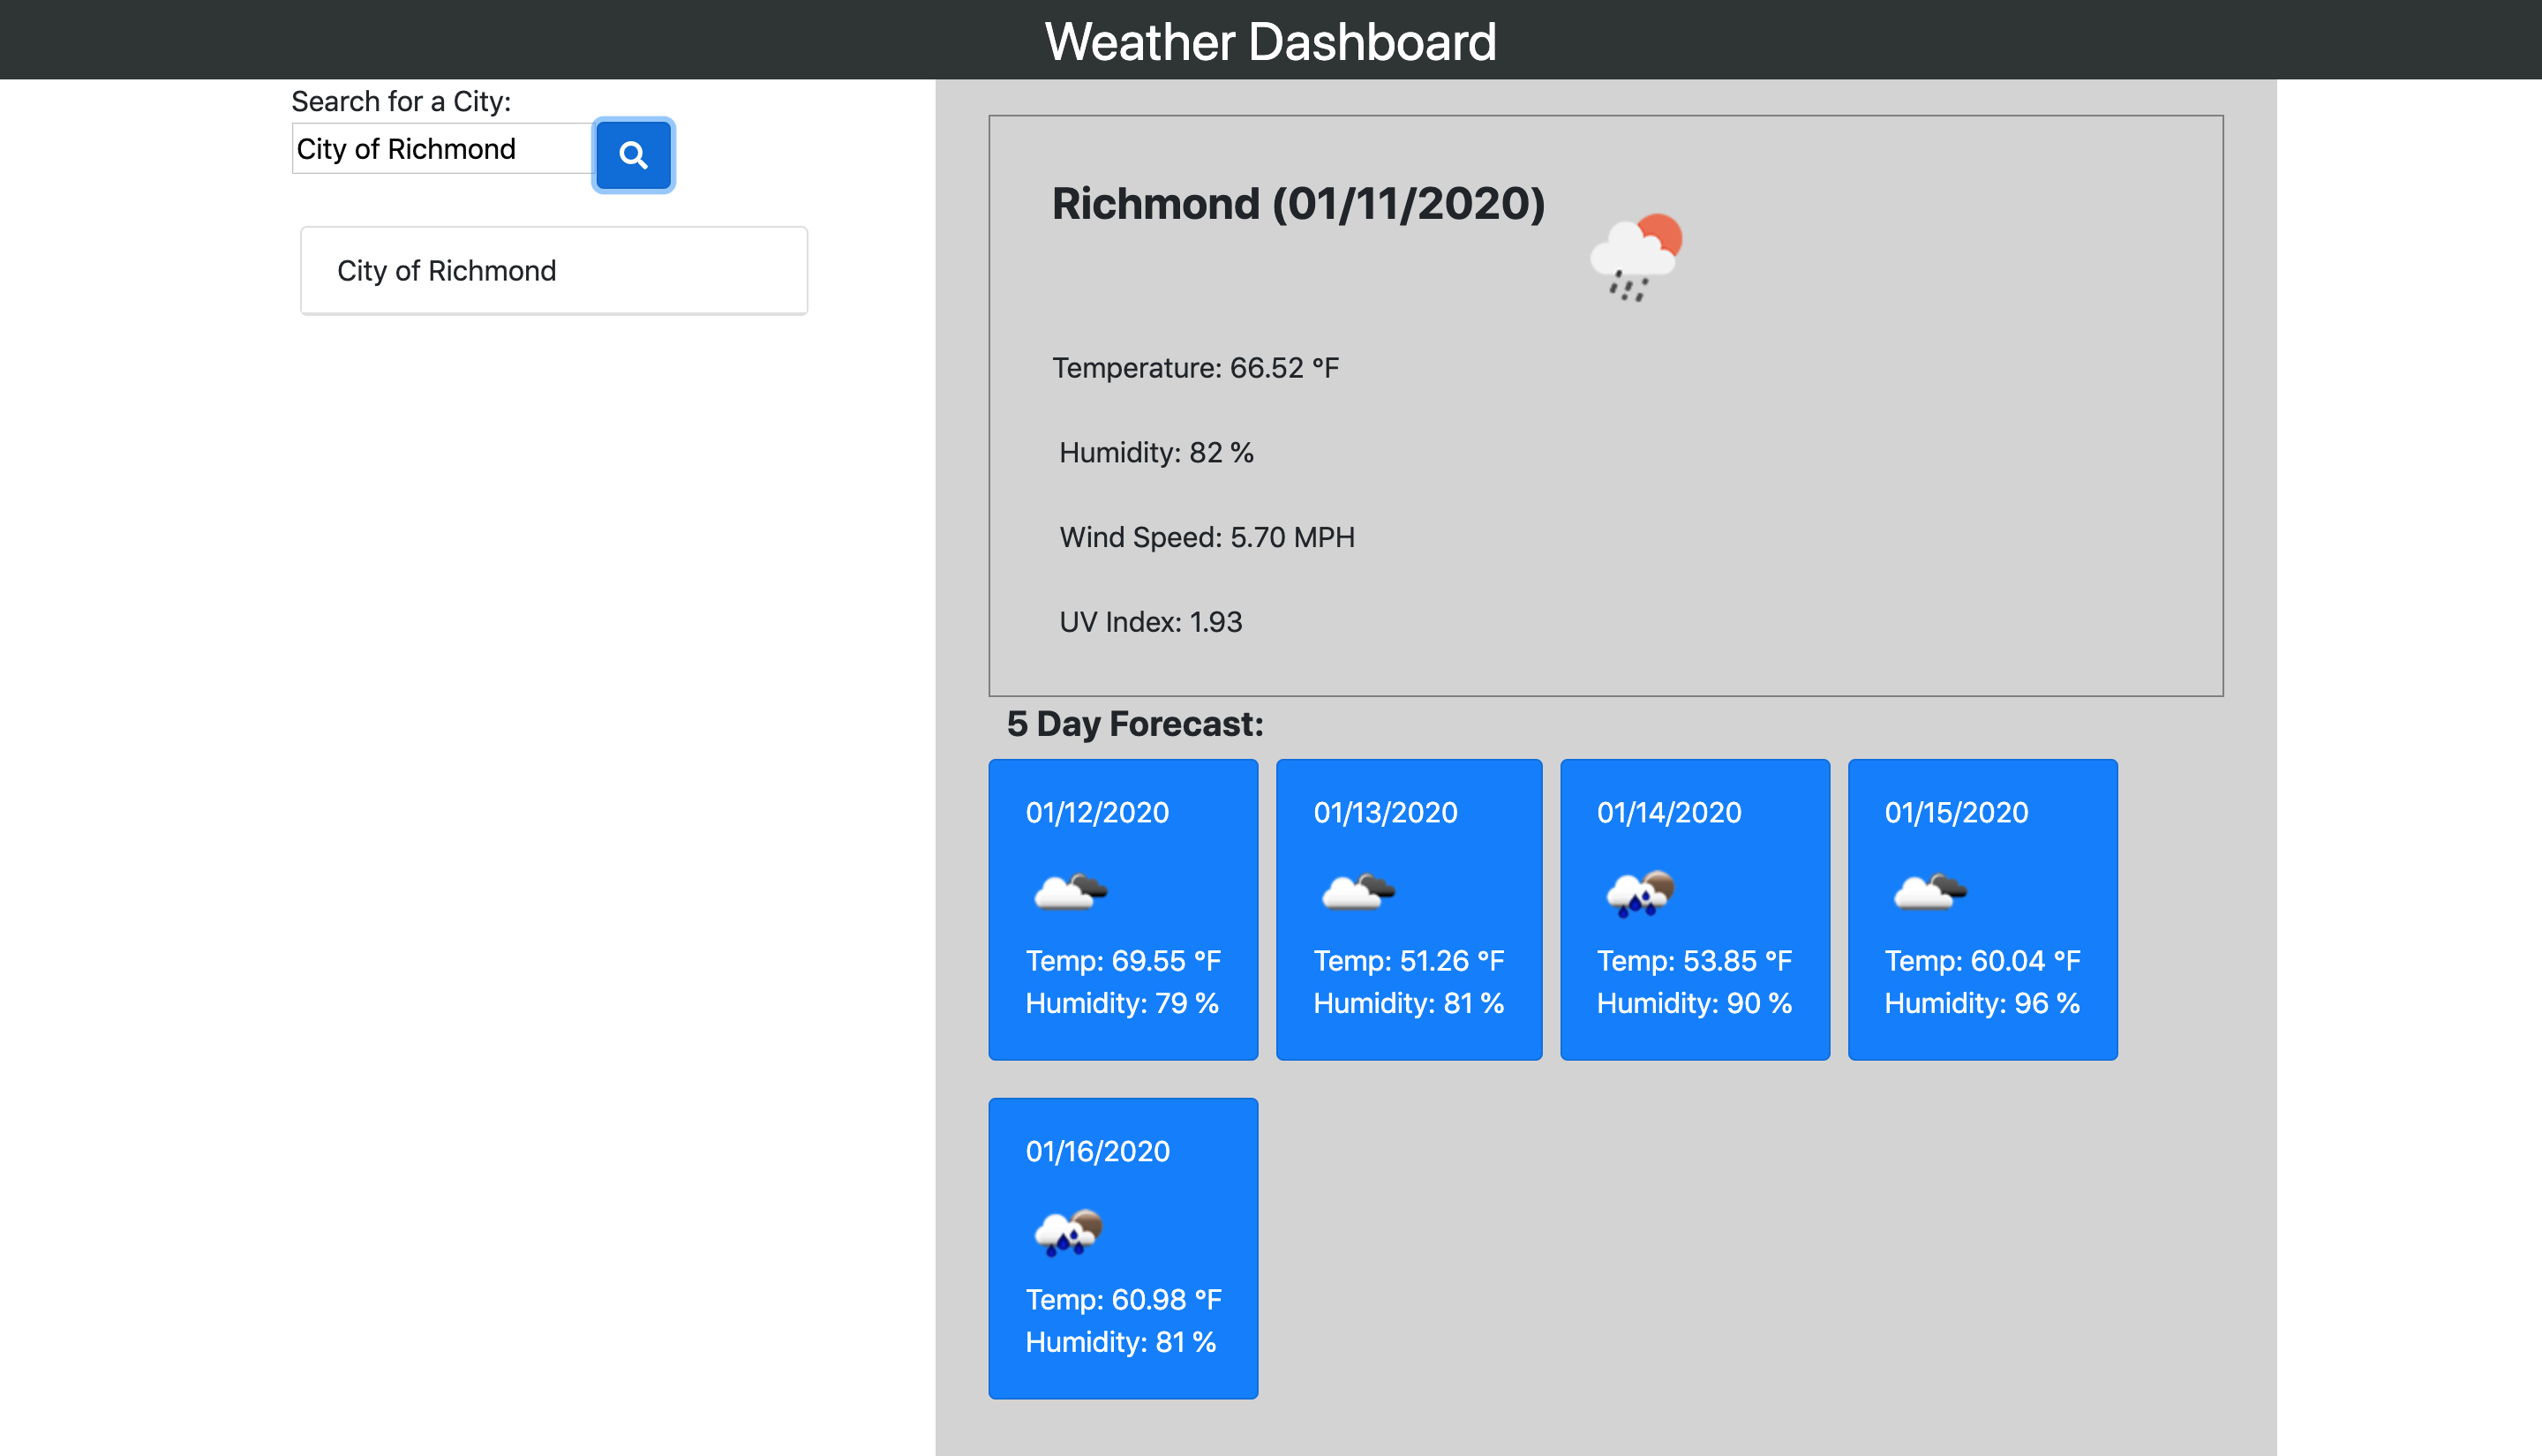 Weather Dashboard
Search for a City:
City of Richmond
City of Richmond
Richmond (01/11/2020)
Temperature: 66.52 °F
Humidity: 82 %
Wind Speed: 5.70 MPH
UV Index: 1.93
5 Day Forecast:
01/12/2020
Temp: 69.55 °F
Humidity: 79 %
01/13/2020
Temp: 51.26 °F
Humidity: 81 %
01/14/2020
Temp: 53.85 °F
Humidity: 90 %
01/15/2020
Temp: 60.04 °F
Humidity: 96 %
01/16/2020
Temp: 60.98 °F
Humidity: 81 %